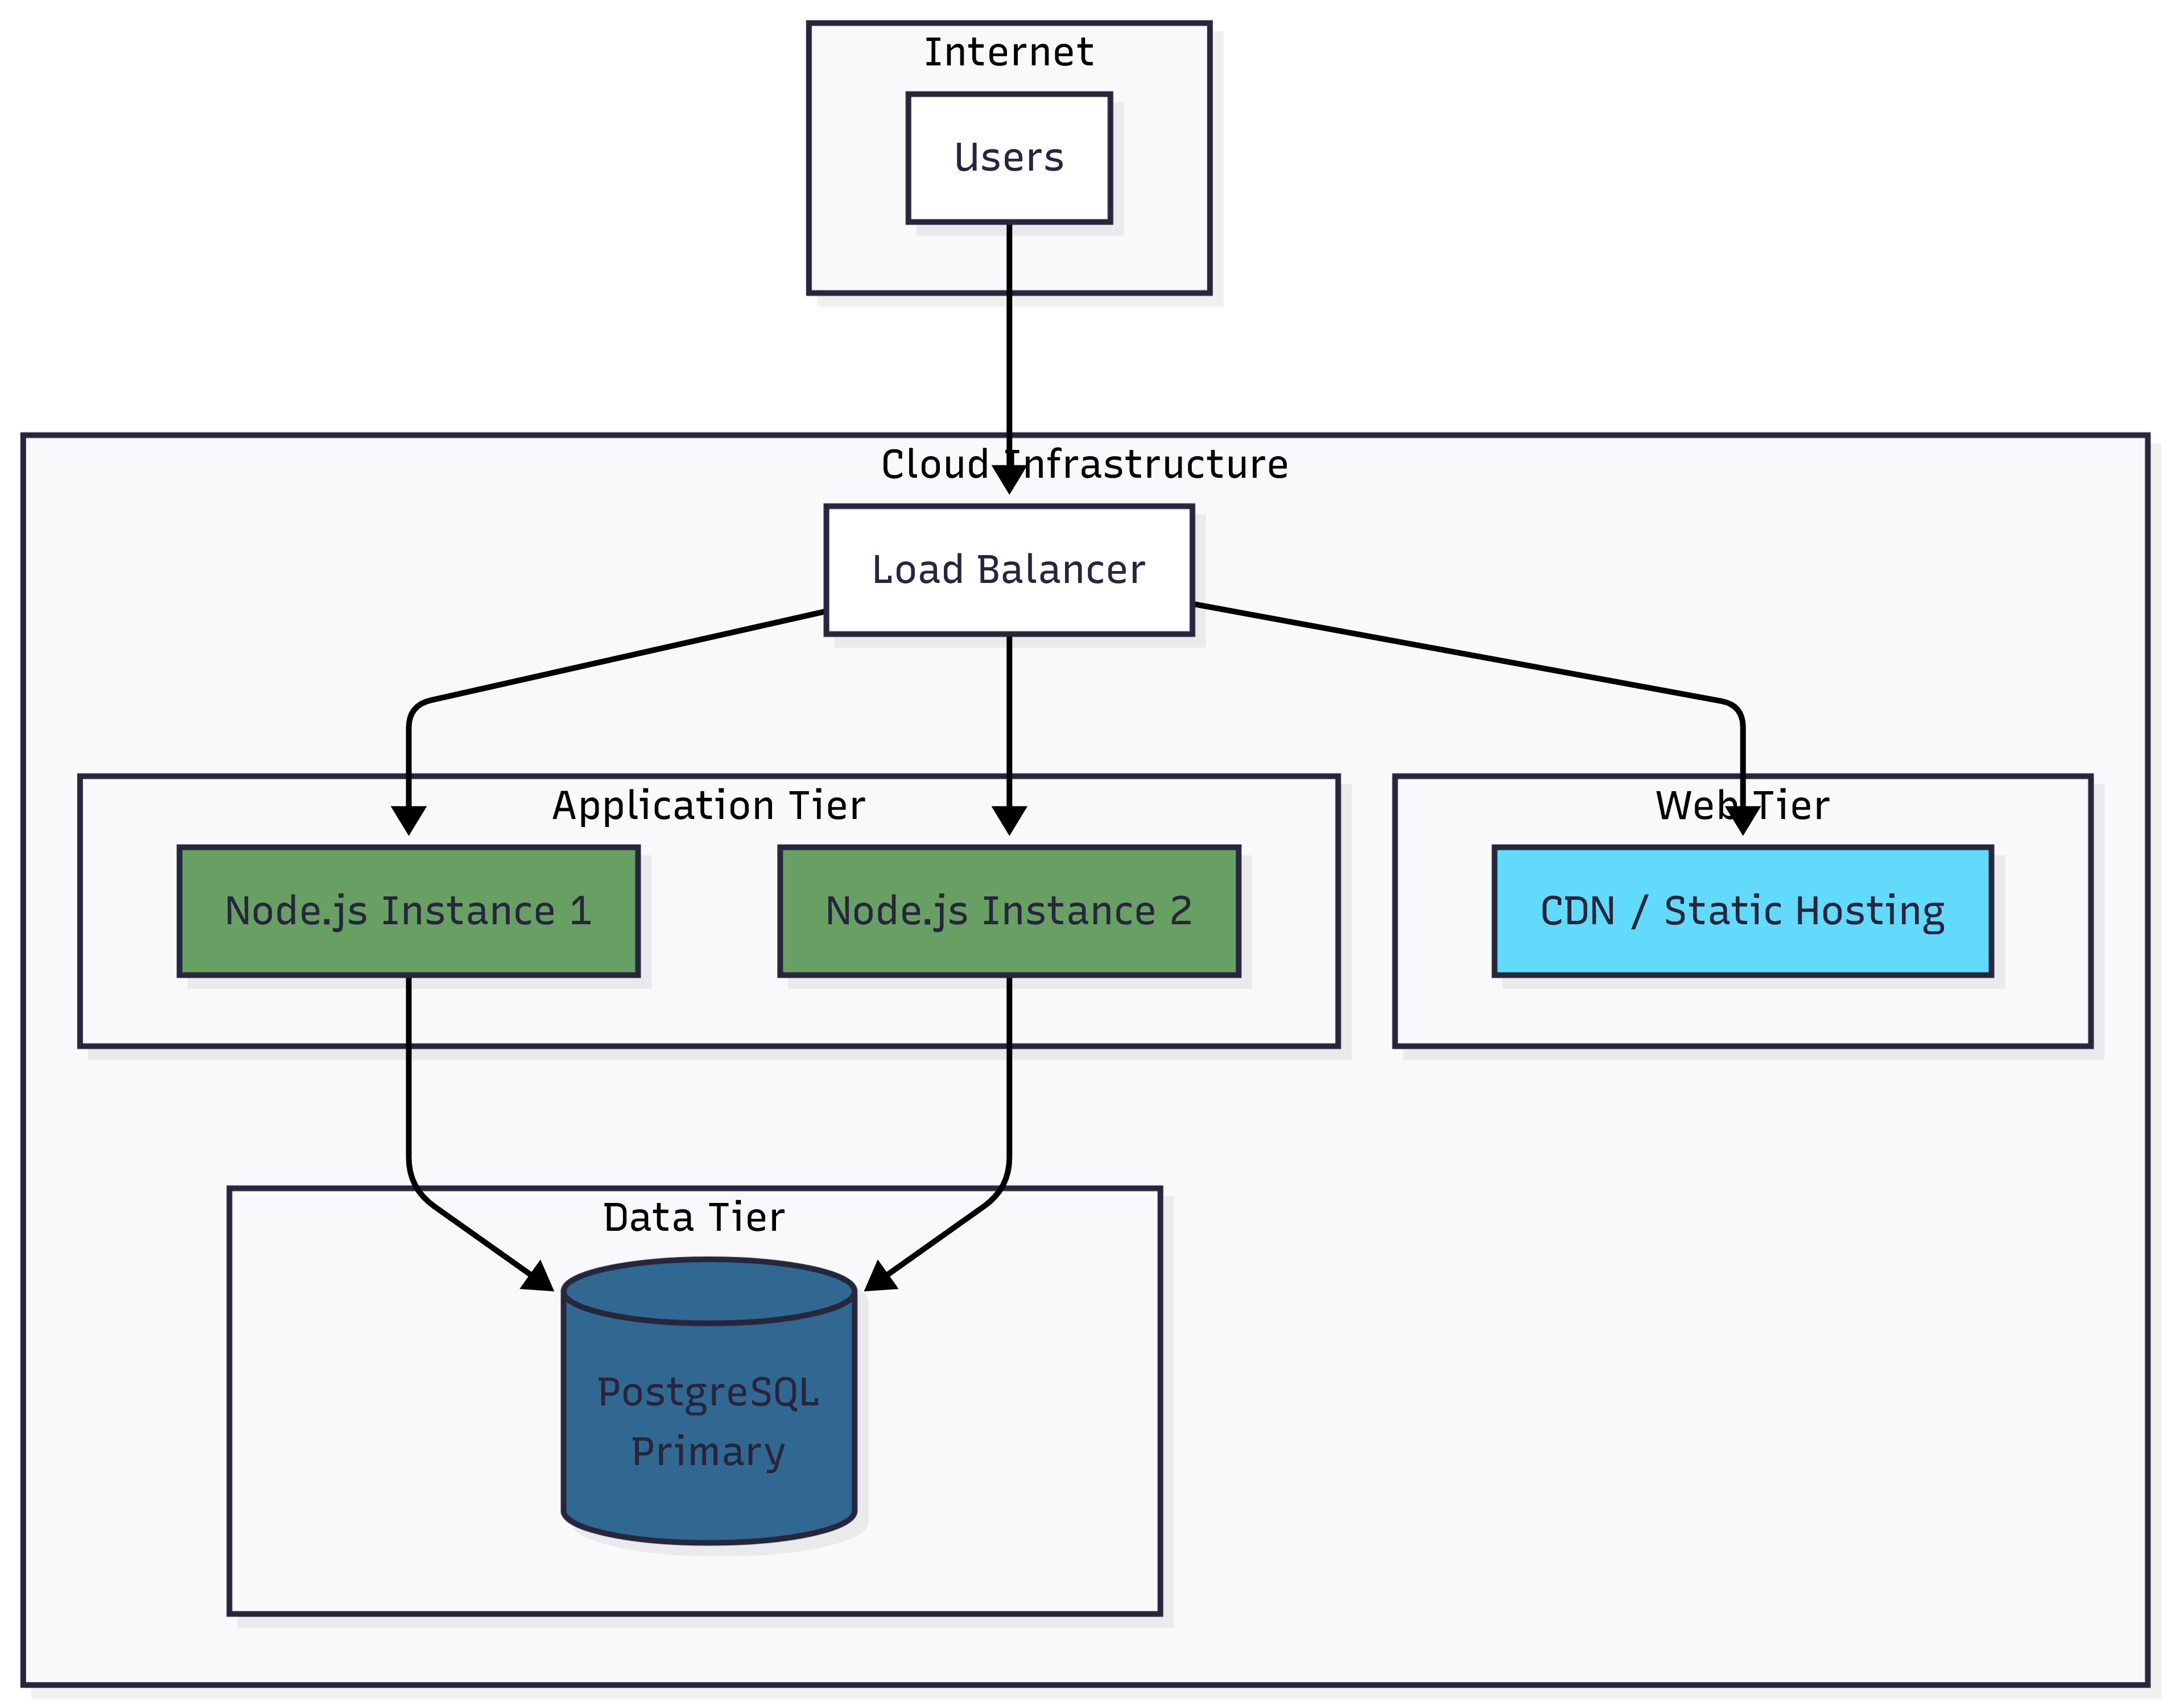 Internet
Users
Cloud Infrastructure
Load Balancer
Application Tier
Web Tier
Node.js Instance 1
Node.js Instance 2
CDN / Static Hosting
Data Tier
PostgreSQL
Primary